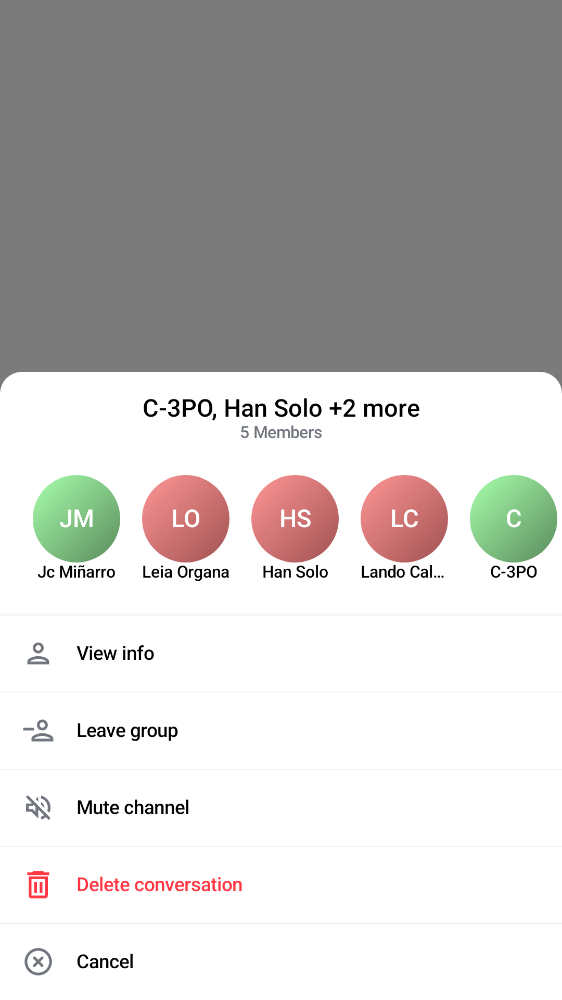 C-3PO, Han Solo +2 more
5 Members
JM
LO
HS
LC
C
Jc Miñarro
Leia Organa
Han Solo
Lando Cal...
C-3PO
View info
Leave group
Mute channel
Delete conversation
Cancel